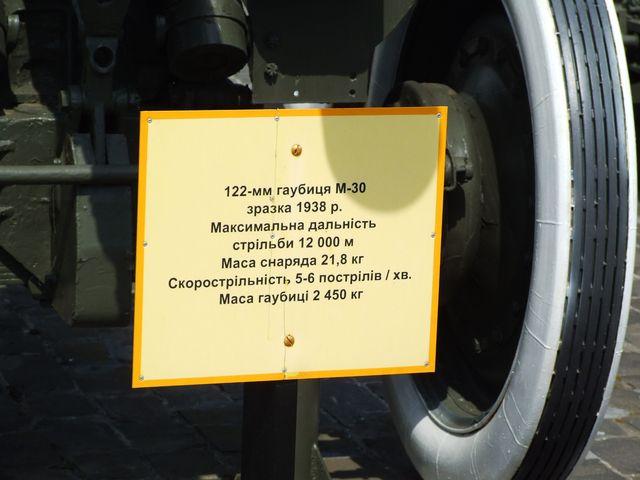 122-мм гаубиця М-30
зразка 1938 р.
Максимальна дальність
стрільби 12 000 м
Маса снаряда 21,8 кг
Скорострільність 5-6 пострілів / хв.
Маса гаубиці 2 450 кг